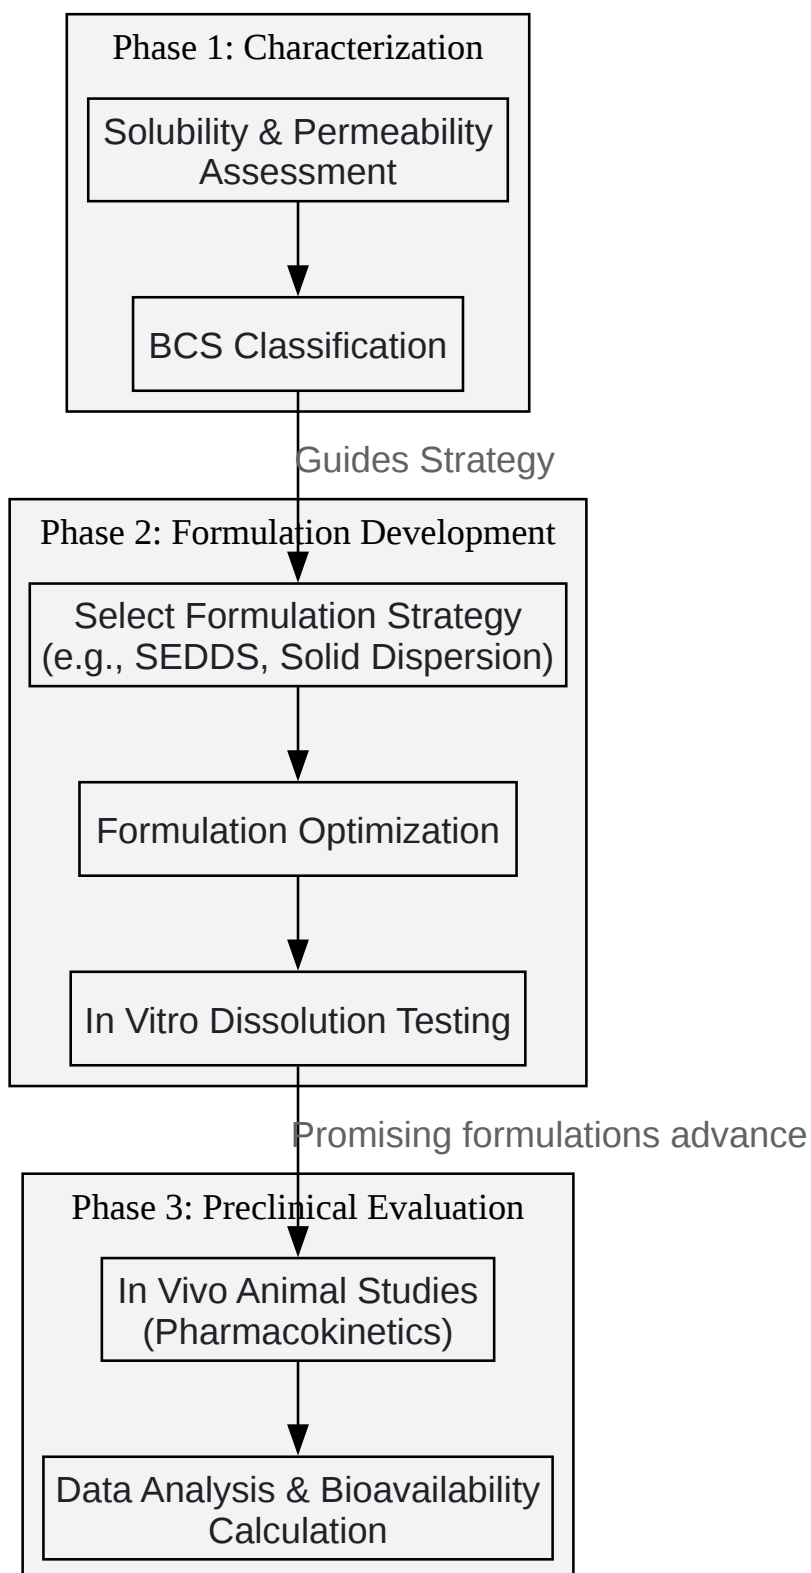 Phase 1: Characterization
Solubility & Permeability
Assessment
BCS Classification
Guides Strategy
Phase 2: Formulation Development
Select Formulation Strategy
(e.g., SEDDS, Solid Dispersion)
Formulation Optimization
In Vitro Dissolution Testing
Promising formulations advance
Phase 3: Preclinical Evaluation
In Vivo Animal Studies
(Pharmacokinetics)
Data Analysis & Bioavailability
Calculation